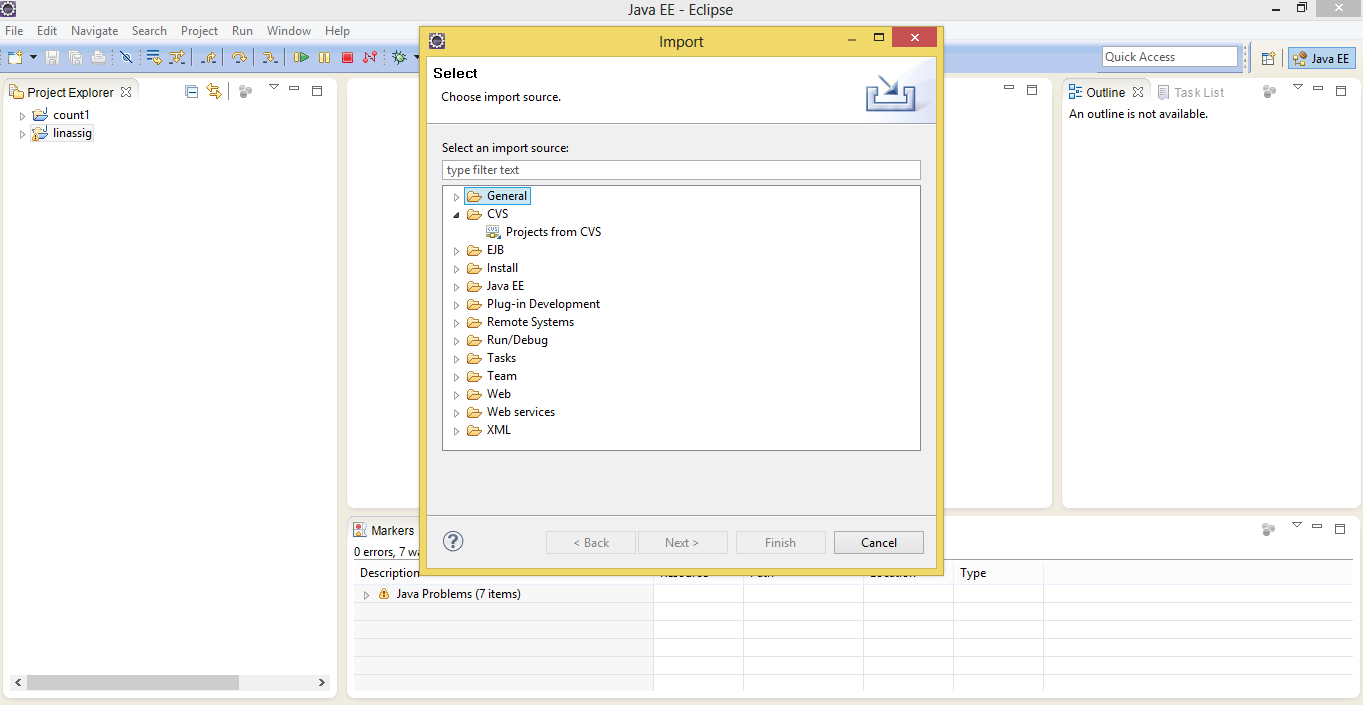 Java EE - Eclipse
File Edit Navigate Search Project Run Window Help
Quick Access
Java EE
Project Explorer
count1
linassig
Import
Select
Choose import source.
Select an import source:
type filter text
General
CVS
CVS
Projects from CVS
EJB
Install
Java EE
Plug-in Development
Remote Systems
Run/Debug
Tasks
Team
Web
Web services
XML
?
< Back Next > Finish Cancel
Outline Task List
An outline is not available.
Markers
0 errors, 7 wa
Description Resource Path Location Type
Java Problems (7 items)